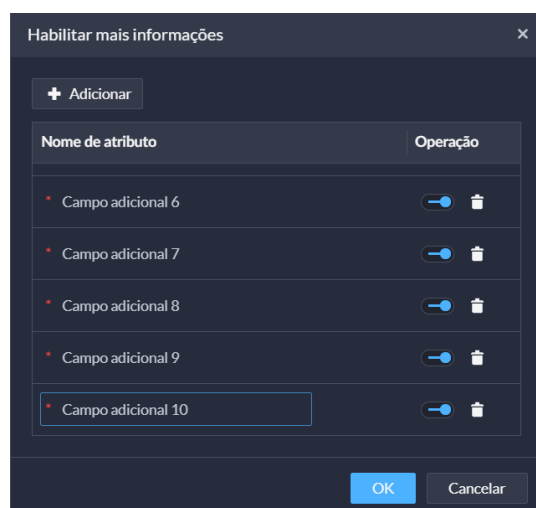 Habilitar mais informações
Adicionar
Nome de atributo Operação
* Campo adicional 6
* Campo adicional 7
* Campo adicional 8
* Campo adicional 9
* Campo adicional 10
OK Cancelar